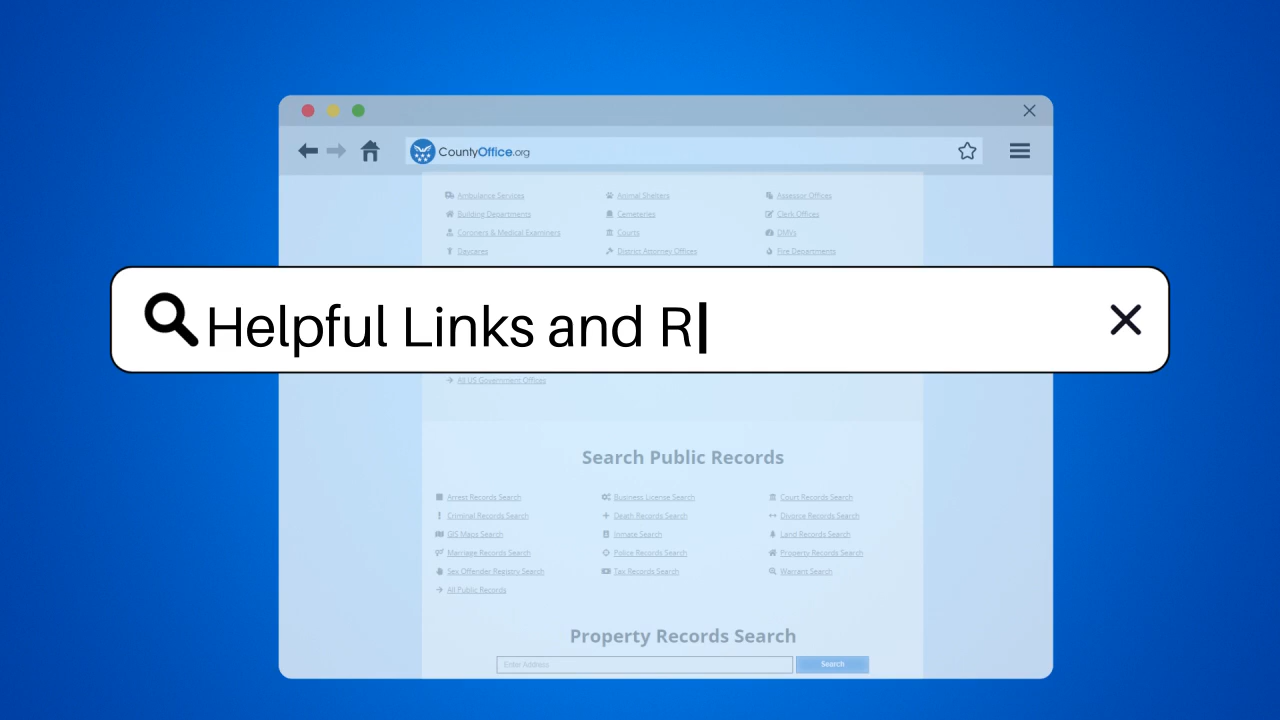 CountyOffice.org
Ambulance Services Animal Shelters Assessor Offices
Building Departments Cemeteries Clerk Offices
Coroners & Medical Examiners Courts DMVs
Daycares District Attorney Offices Fire Departments
Helpful Links and R
All US Government Offices
Search Public Records
Arrest Records Search Business License Search Court Records Search
Criminal Records Search Death Records Search Divorce Records Search
GIS Maps Search Inmate Search Land Records Search
Marriage Records Search Police Records Search Property Records Search
Sex Offender Registry Search Tax Records Search Warrant Search
All Public Records
Property Records Search
Enter Address Search